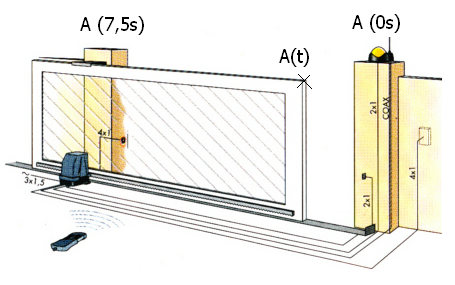 A (7,5s)
A (0s)
A(t)
2x1
COAX
4x1
4x1
2x1
~
3x1,5